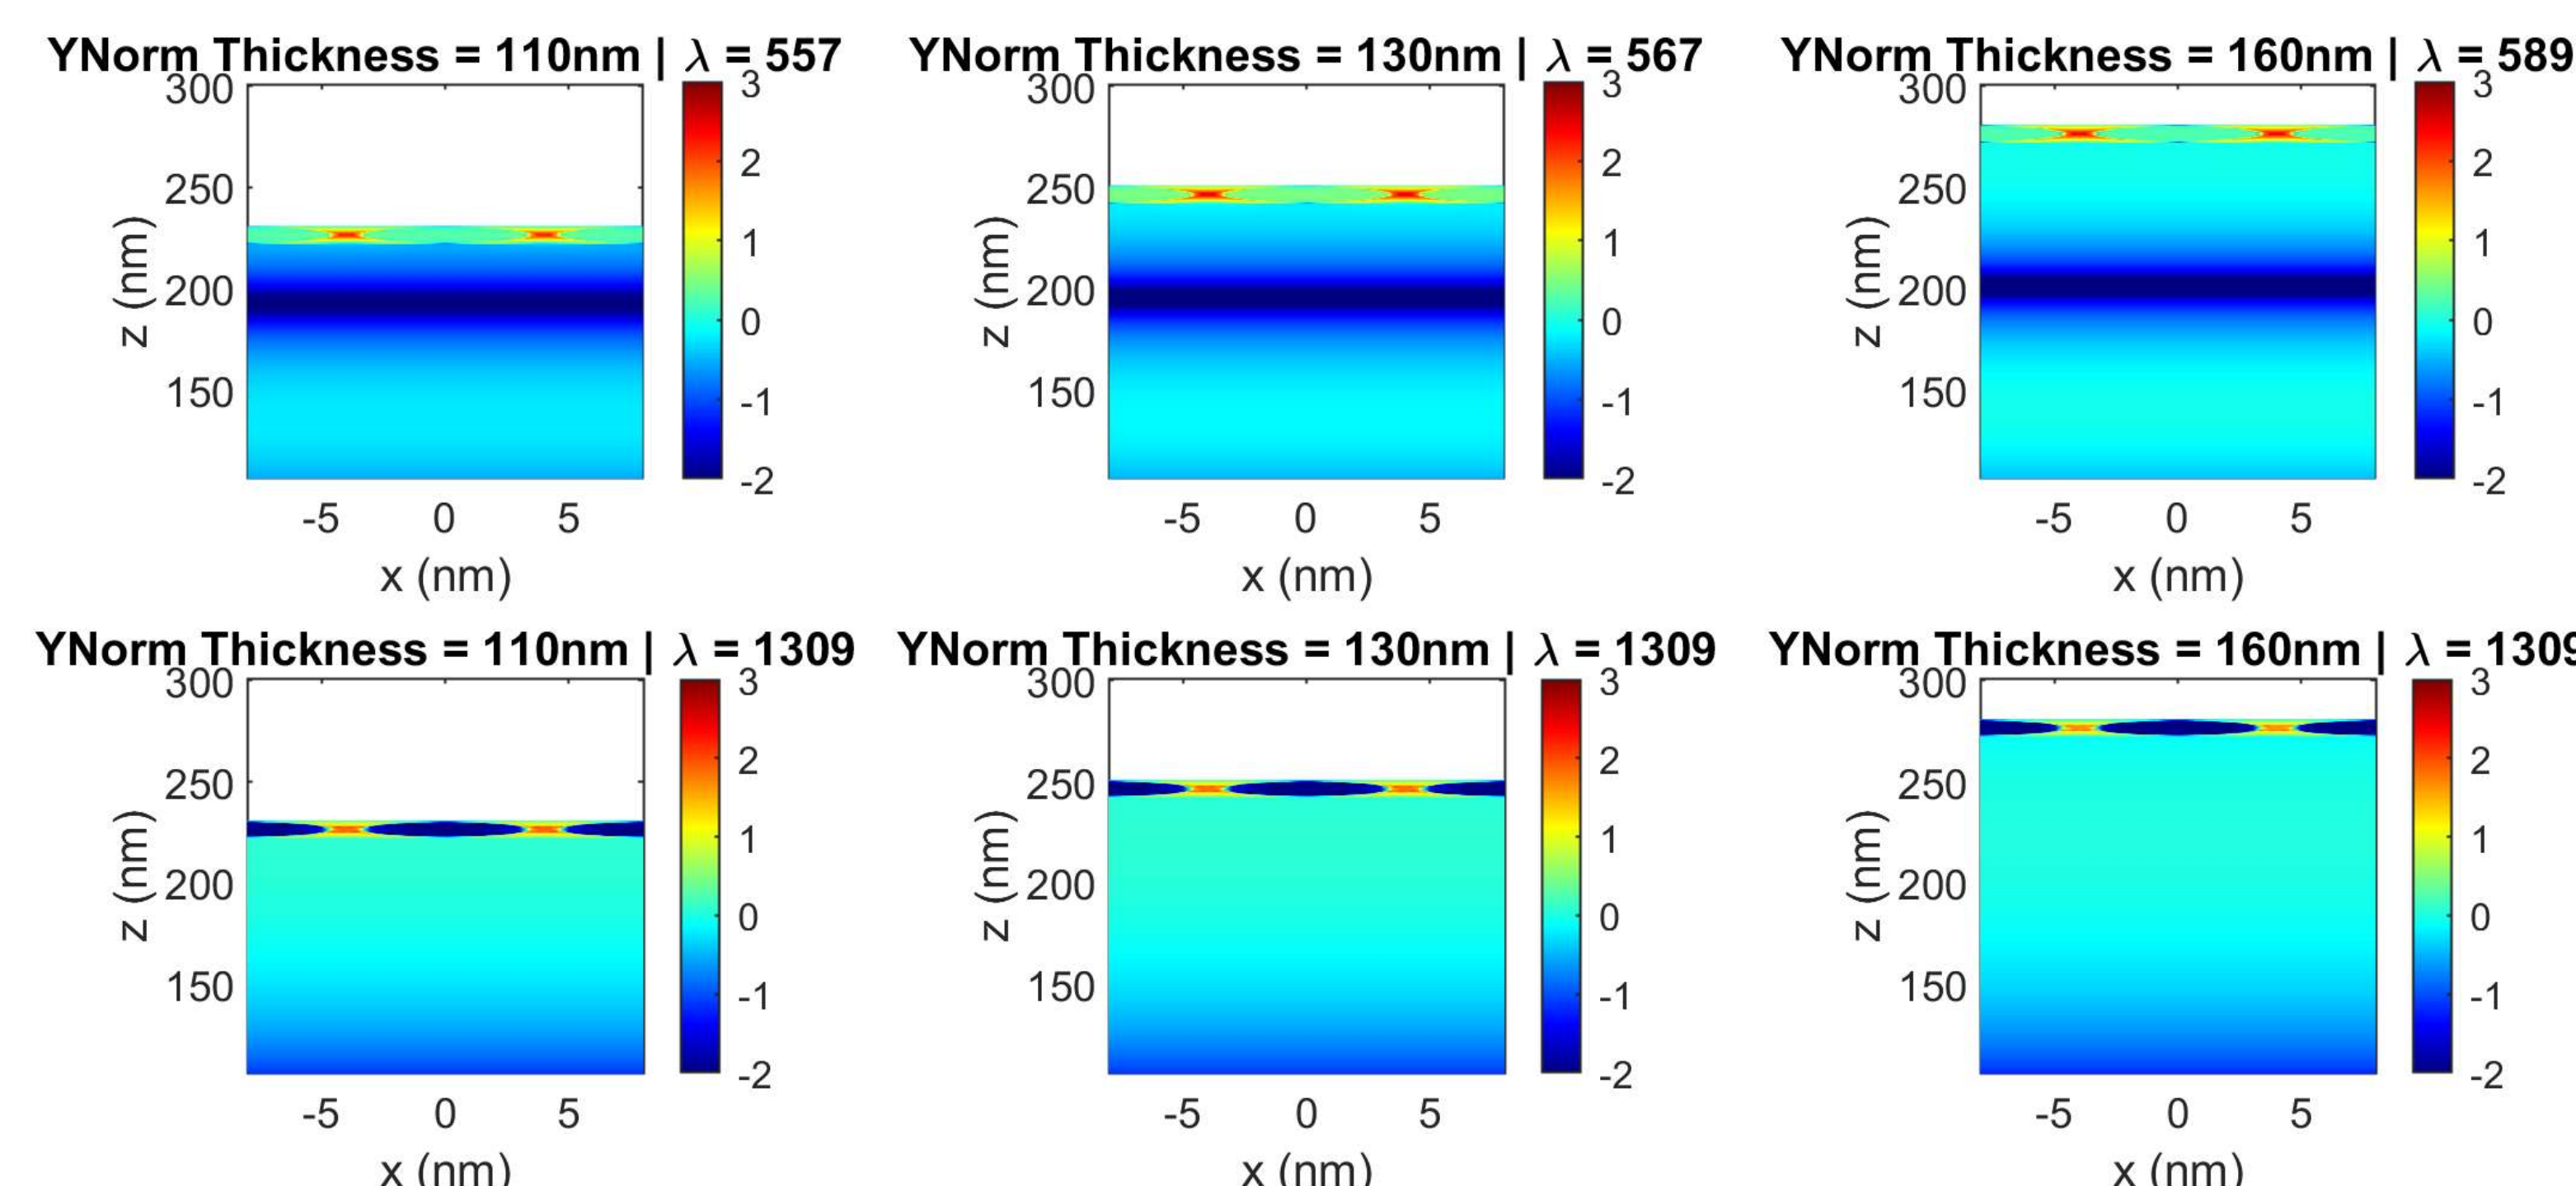 YNorm Thickness = 110nm | λ = 557
300
250
200
150
z (nm)
-5 0 5
x (nm)
3
2
1
0
-1
-2
YNorm Thickness = 130nm | λ = 567
300
250
200
150
z (nm)
-5 0 5
x (nm)
3
2
1
0
-1
-2
YNorm Thickness = 160nm | λ = 589
300
250
200
150
z (nm)
-5 0 5
x (nm)
3
2
1
0
-1
-2
YNorm Thickness = 110nm | λ = 1309
300
250
200
150
z (nm)
-5 0 5
x (nm)
3
2
1
0
-1
-2
YNorm Thickness = 130nm | λ = 1309
300
250
200
150
z (nm)
-5 0 5
x (nm)
3
2
1
0
-1
-2
YNorm Thickness = 160nm | λ = 1309
300
250
200
150
z (nm)
-5 0 5
x (nm)
3
2
1
0
-1
-2